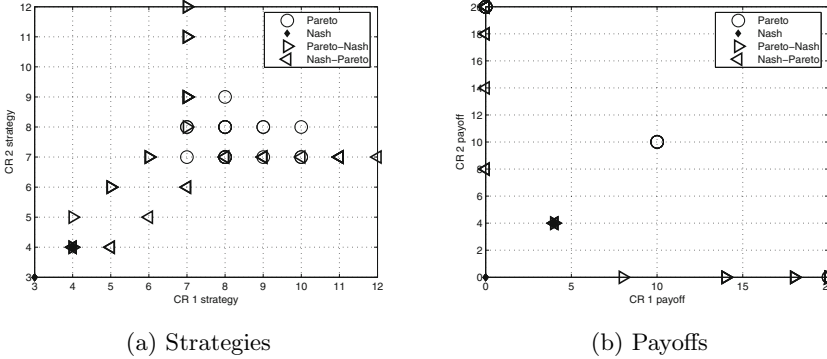 12
11
10
9
8
7
6
5
4
3
3 4 5 6 7 8 9 10 11 12
CR 2 strategy
CR 1 strategy
Pareto
Nash
Pareto−Nash
Nash−Pareto
(a) Strategies
20
18
16
14
12
10
8
6
4
2
0
0 5 10 15
CR 2 payoff
CR 1 payoff
Pareto
Nash
Pareto−Nash
Nash−Pareto
(b) Payoffs